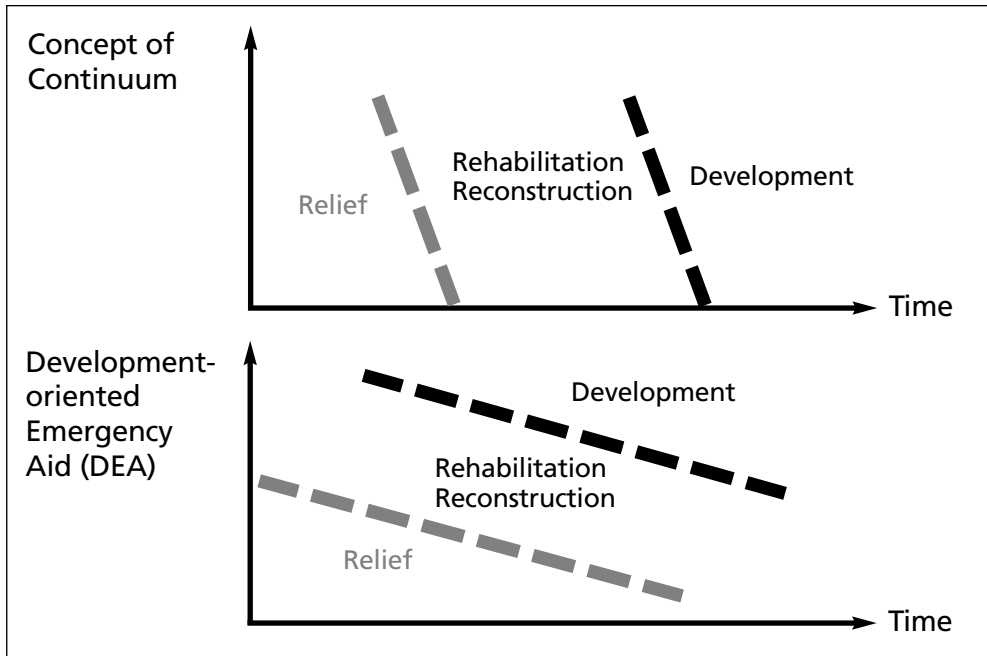 Concept of
Continuum
Relief
Rehabilitation
Reconstruction
Development
Time
Development-
oriented
Emergency
Aid (DEA)
Development
Rehabilitation
Reconstruction
Relief
Time